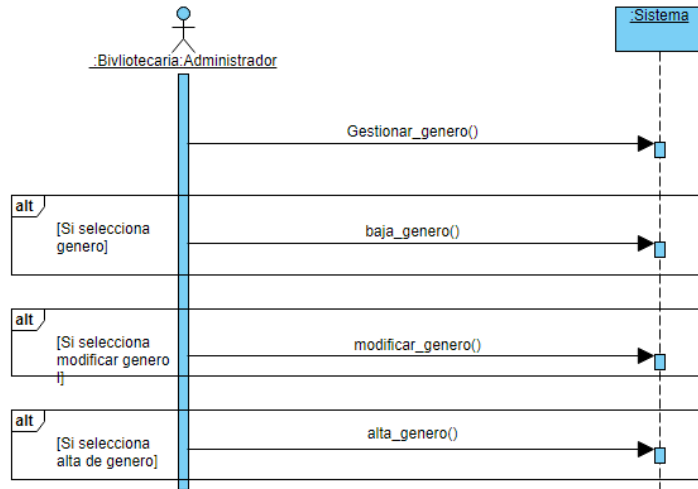 :Sistema
:Bivliotecaria:Administrador
Gestionar_genero()
alt
[Si selecciona
genero]
baja_genero()
alt
[Si selecciona
modificar genero
l]
modificar_genero()
alt
[Si selecciona
alta de genero]
alta_genero()